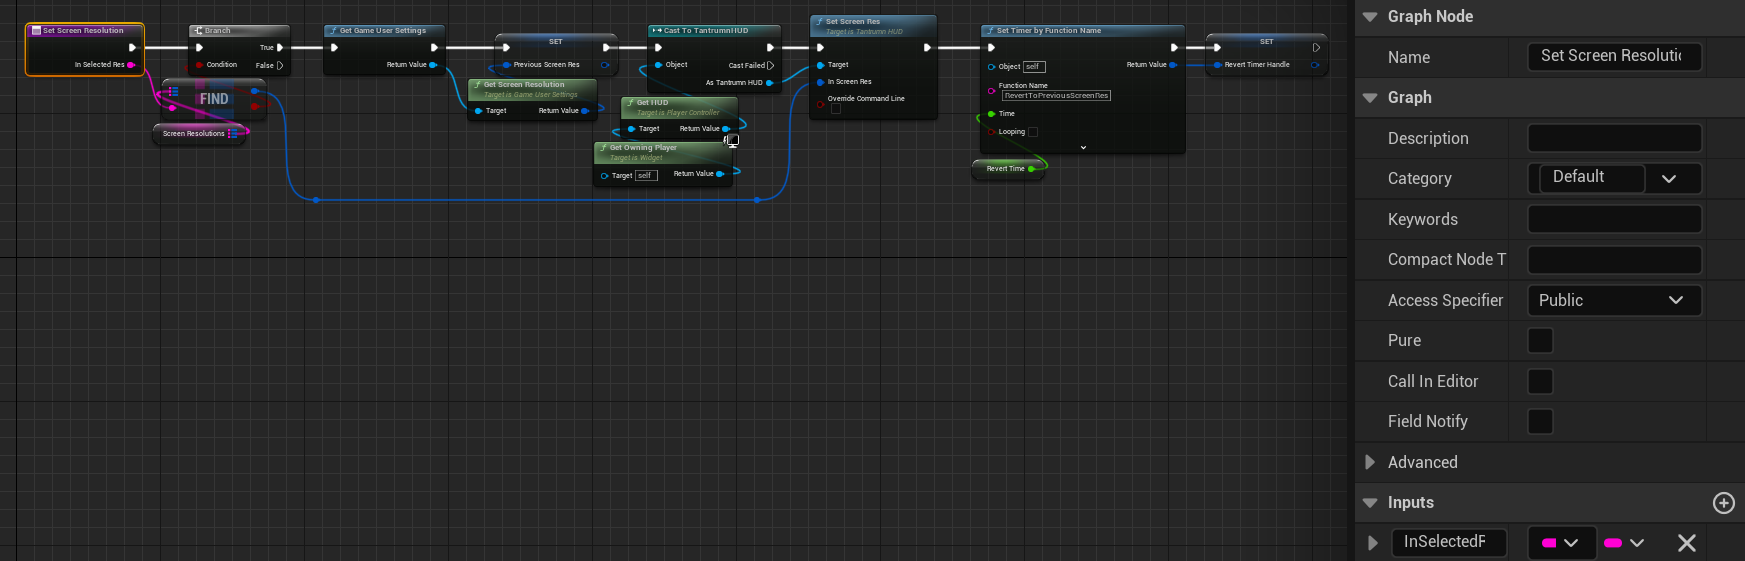 Set Screen Resolution
In Selected Res
Branch
True
Condition
False
FIND
Screen Resolutions
Get Game User Settings
Return Value
Get Screen Resolution
Target is Game User Settings
Target
Return Value
SET
Previous Screen Res
Cast To TantrumnHUD
Object
Cast Failed
As Tantrumn HUD
Get HUD
Target is Player Controller
Target
Return Value
Get Owning Player
Target is Widget
Target
self
Return Value
Set Screen Res
Target is Tantrumn HUD
Target
In Screen Res
Override Command Line
Set Timer by Function Name
Object
self
Return Value
Function Name
RevertToPreviousScreenRes
Time
Looping
Revert Time
SET
Revert Timer Handle
Graph Node
Name
Set Screen Resolutio
Graph
Description
Category
Default
Keywords
Compact Node T
Access Specifier
Public
Pure
Call In Editor
Field Notify
Advanced
Inputs
InSelectedF